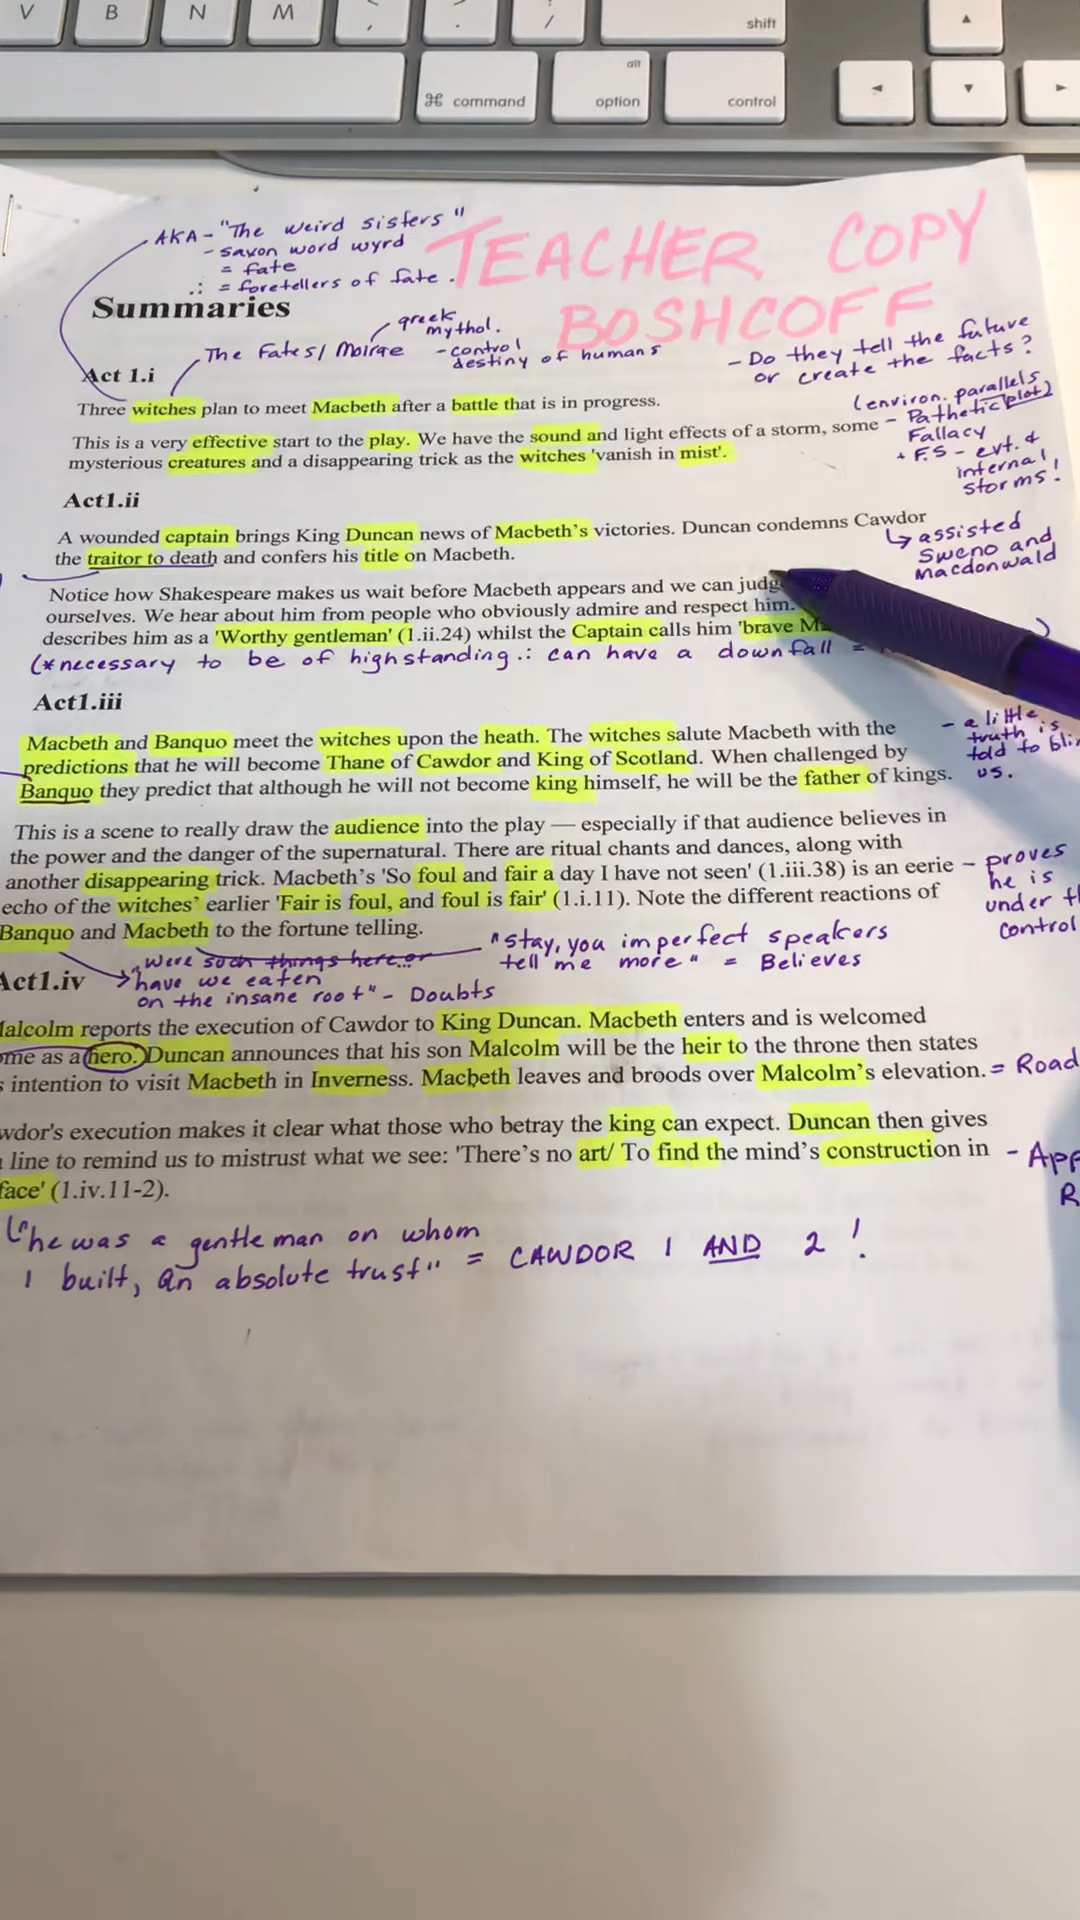 V B N M , . / shift
⌘ command alt option control
AKA - "The weird sisters"
- saxon word wyrd
= fate
∴ = foretellers of fate.
TEACHER COPY
BOSHCOFF
Summaries
greek mythol.
- control destiny of humans
The Fates/ Moirae
- Do they tell the future
or create the facts?
Act 1.i
Three witches plan to meet Macbeth after a battle that is in progress.
(environ. parallels plot)
- Pathetic
Fallacy
+ F.S - evt. &
internal
storms!
This is a very effective start to the play. We have the sound and light effects of a storm, some
mysterious creatures and a disappearing trick as the witches 'vanish in mist'.
Act1.ii
A wounded captain brings King Duncan news of Macbeth's victories. Duncan condemns Cawdor
the traitor to death and confers his title on Macbeth.
↳ assisted
Sweno and
Macdonwald
Notice how Shakespeare makes us wait before Macbeth appears and we can
ourselves. We hear about him from people who obviously admire and respect him.
describes him as a 'Worthy gentleman' (1.ii.24) whilst the Captain calls him 'brave
(*necessary to be of high standing ∴ can have a downfall =
Act1.iii
Macbeth and Banquo meet the witches upon the heath. The witches salute Macbeth with the
predictions that he will become Thane of Cawdor and King of Scotland. When challenged by
Banquo they predict that although he will not become king himself, he will be the father of kings.
- a little
truth is
told to
us.
This is a scene to really draw the audience into the play — especially if that audience believes in
the power and the danger of the supernatural. There are ritual chants and dances, along with
another disappearing trick. Macbeth's 'So foul and fair a day I have not seen' (1.iii.38) is an eerie
echo of the witches' earlier 'Fair is foul, and foul is fair' (1.i.11). Note the different reactions of
Banquo and Macbeth to the fortune telling.
- proves
he is
under
control
"were such things here...or
have we eaten
on the insane root" - Doubts
"stay, you imperfect speakers
tell me more" = Believes
Act1.iv
Malcolm reports the execution of Cawdor to King Duncan. Macbeth enters and is welcomed
me as a hero. Duncan announces that his son Malcolm will be the heir to the throne then states
s intention to visit Macbeth in Inverness. Macbeth leaves and broods over Malcolm's elevation. = Road
wdor's execution makes it clear what those who betray the king can expect. Duncan then gives
line to remind us to mistrust what we see: 'There's no art/ To find the mind's construction in
face' (1.iv.11-2).
- App
R
"he was a gentleman on whom
I built, an absolute trust" = CAWDOR 1 AND 2!